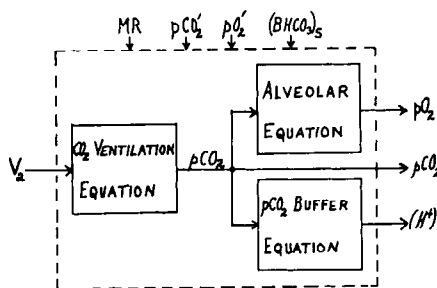 MR pCO₂' pO₂' (BHCO₃)ₛ
ALVEOLAR
EQUATION
pO₂
CO₂ VENTILATION
EQUATION
Vₐ
pCO₂
pCO₂
pCO₂ BUFFER
EQUATION
(H⁺)